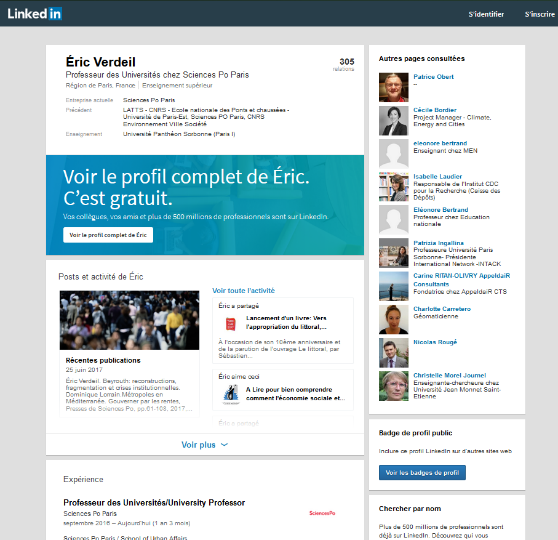 Linked in
S'identifier
S'inscrire
Éric Verdeil
Professeur des Universités chez Sciences Po Paris
Région de Paris, France | Enseignement supérieur
305
relations
Entreprise actuelle Sciences Po Paris
Précédent LATTS - CNRS - Ecole nationale des Ponts et chaussées -
Université de Paris-Est, Sciences PO Paris, CNRS
Environnement Ville Société
Enseignement Université Panthéon Sorbonne (Paris I)
Voir le profil complet de Éric.
C'est gratuit.
Vos collègues, vos amis et plus de 500 millions de professionnels sont sur LinkedIn.
Voir le profil complet de Éric
Posts et activité de Éric
Récentes publications
25 juin 2017
Éric Verdeil. Beyrouth: reconstructions,
fragmentation et crises institutionnelles.
Dominique Lorrain. Métropoles en
Méditerranée. Gouverner par les rentes,
Presses de Sciences Po, pp.01-108, 2017,...
Voir toute l'activité
Éric a partagé
Lancement d'un livre: Vers
l'appropriation du littoral,...
À l'occasion de son 10ème anniversaire et
de la parution de l'ouvrage Le littoral, par
Sébastien...
Éric aime ceci
A Lire pour bien comprendre
comment l'économie sociale et...
Éric a partagé
Voir plus
Expérience
Professeur des Universités/University Professor
Sciences Po Paris
septembre 2016 – Aujourd'hui (1 an 3 mois)
SciencesPo
Sciences Po Paris / School of Urban Affairs
Autres pages consultées
Patrice Obert
--
Cécile Bordier
Project Manager - Climate,
Energy and Cities
eleonore bertrand
Enseignant chez MEN
Isabelle Laudier
Responsable de l'Institut CDC
pour la Recherche (Caisse des
Dépôts)
Eléonore Bertrand
Professeur chez Education
nationale
Patrizia Ingallina
Professeure Université Paris
Sorbonne- Présidente
International Network -INTACK
Carine RITAN-OLIVRY AppeldaiR
Consultants
Fondatrice chez AppeldaiR CTS
Charlotte Carretero
Géomaticienne
Nicolas Rougé
Christelle Morel Journel
Enseignante-chercheure chez
Université Jean Monnet Saint-
Etienne
Badge de profil public
Inclure ce profil LinkedIn sur d'autres sites web
Voir les badges de profil
Chercher par nom
Plus de 500 millions de professionnels sont
déjà sur LinkedIn. Découvrez qui vous